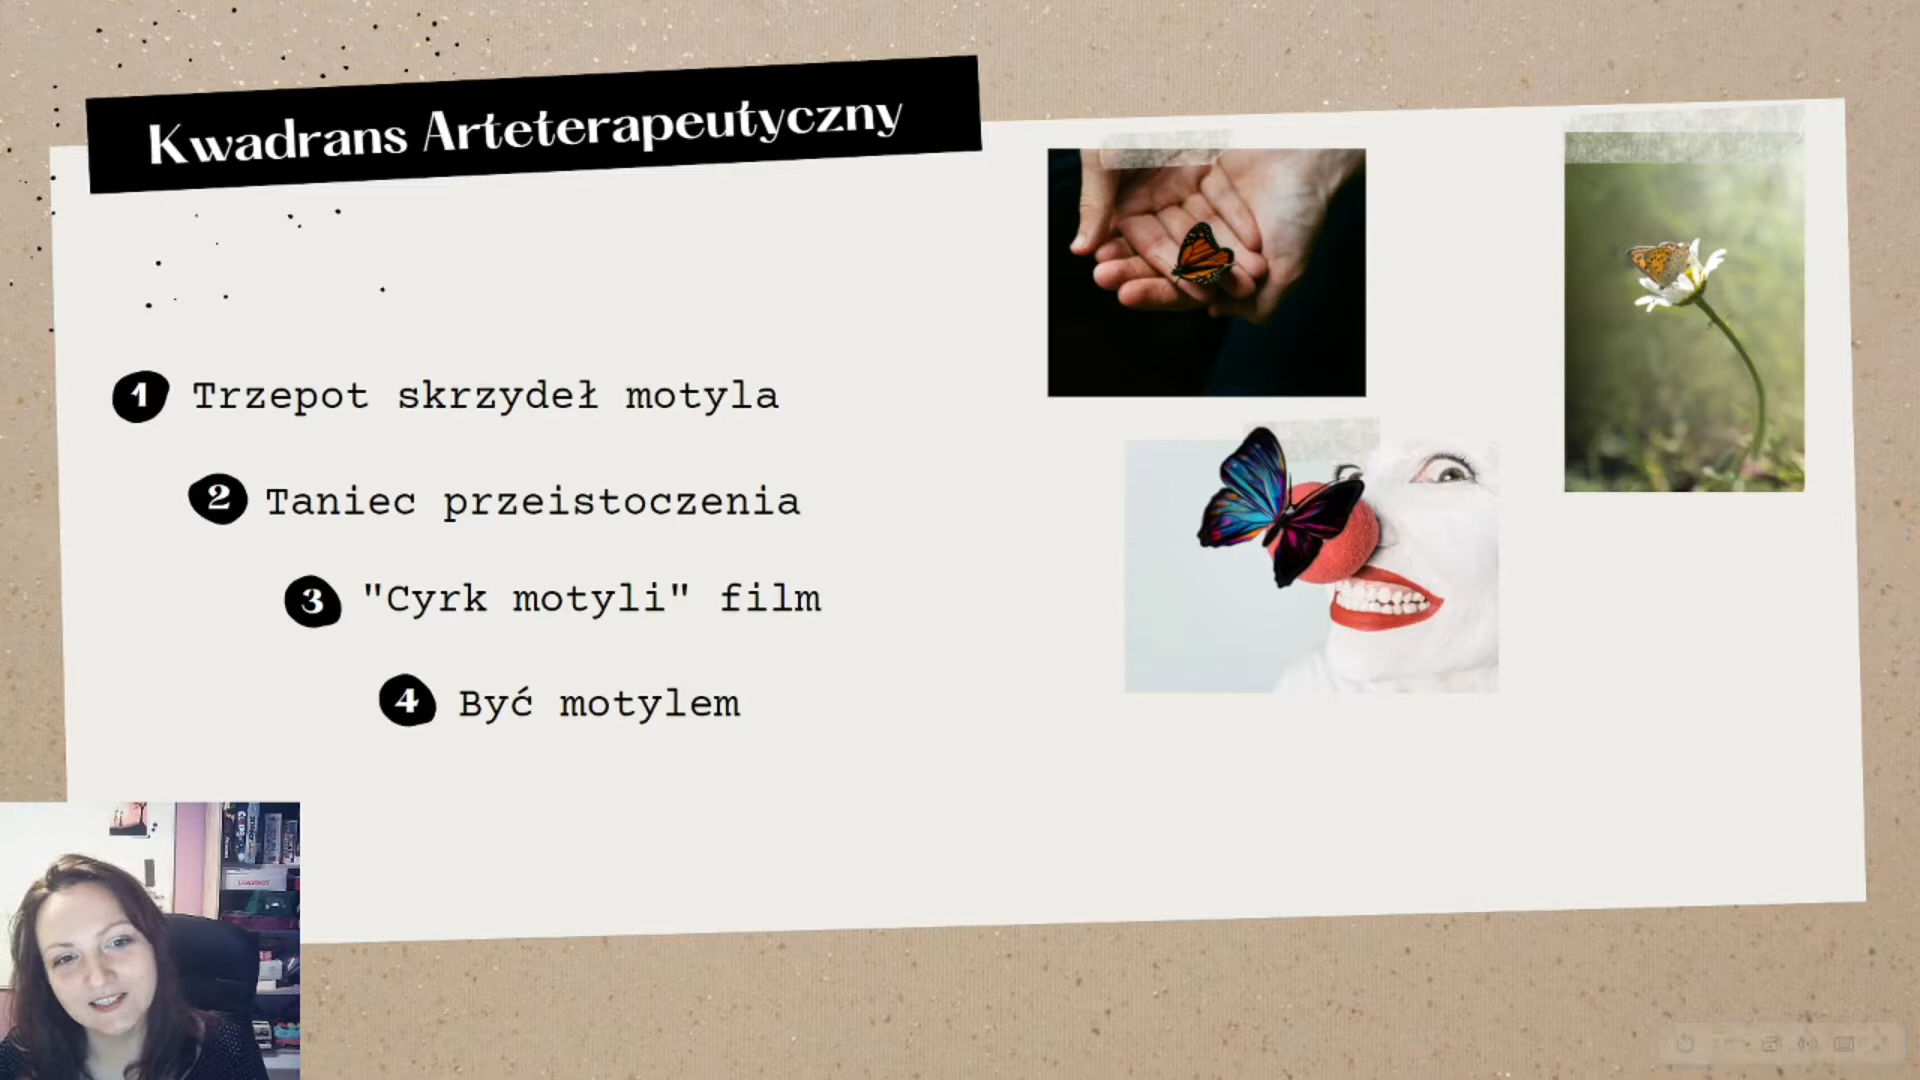 Kwadrans Arteterapeutyczny
1 Trzepot skrzydeł motyla
2 Taniec przeistoczenia
3 "Cyrk motyli" film
4 Być motylem